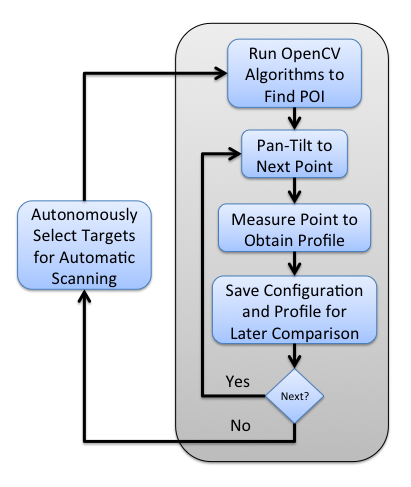 Run OpenCV
Algorithms to
Find POI
Pan-Tilt to
Next Point
Autonomously
Select Targets
for Automatic
Scanning
Measure Point to
Obtain Profile
Save Configuration
and Profile for
Later Comparison
Yes
Next?
No